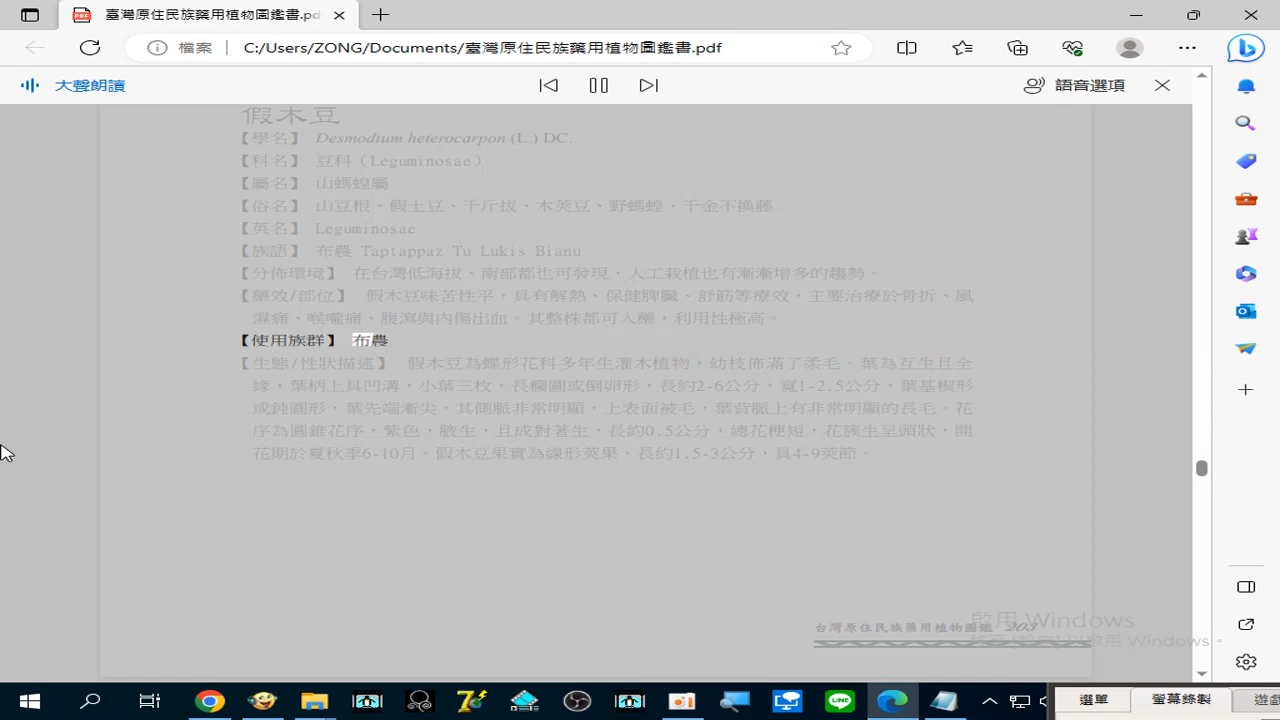 臺灣原住民族藥用植物圖鑑書.pd
檔案
C:/Users/ZONG/Documents/臺灣原住民族藥用植物圖鑑書.pdf
大聲朗讀
語音選項
假木豆
【學名】 Desmodium heterocarpon (L.) DC.
【科名】 豆科（Leguminosae）
【屬名】 山螞蝗屬
【俗名】 山豆根、假土豆、千斤拔、木莢豆、野螞蝗、千金不換藤
【英名】 Leguminosac
【族語】 布農 Taptappaz Tu Lukis Bianu
【分佈環境】 在台灣低海拔、南部都也可發現，人工栽植也有漸漸增多的趨勢。
【藥效/部位】 假木豆味苦性平，具有解熱、保健脾臟、舒筋等療效，主要治療於骨折、風
濕痛、喉嚨痛、腹瀉與內傷出血。其整株都可入藥，利用性極高。
【使用族群】 布農
【生態/性狀描述】 假木豆為蝶形花科多年生灌木植物，幼枝佈滿了柔毛。葉為互生且全
緣，葉柄上具凹溝，小葉三枚，長橢圓或倒卵形，長約2-6公分，寬1-2.5公分，葉基楔形
或鈍圓形，葉先端漸尖，其側脈非常明顯，上表面被毛，葉背脈上有非常明顯的長毛。花
序為圓錐花序，紫色，腋生，且成對著生，長約0.5公分，總花梗短，花簇生呈頭狀，開
花期於夏秋季6-10月。假木豆果實為線形莢果，長約1.5-3公分，具4-9莢節。
台灣原住民族藥用植物圖鑑 203
啟用 Windows
移至 [設定] 以啟用 Windows。
選單
螢幕錄製
遊戲